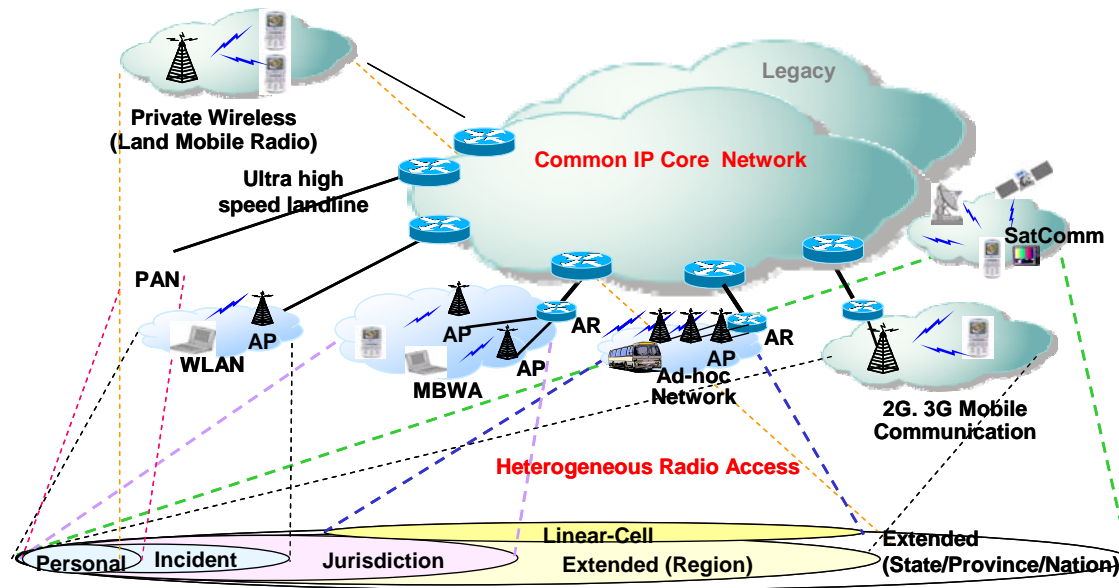 Legacy
Private Wireless
(Land Mobile Radio)
Common IP Core Network
Ultra high
speed landline
SatComm
PAN
AP
WLAN
AP
AP
MBWA
AR
AP
AR
Ad-hoc
Network
2G. 3G Mobile
Communication
Heterogeneous Radio Access
Linear-Cell
Personal
Incident
Jurisdiction
Extended (Region)
Extended
(State/Province/Nation)